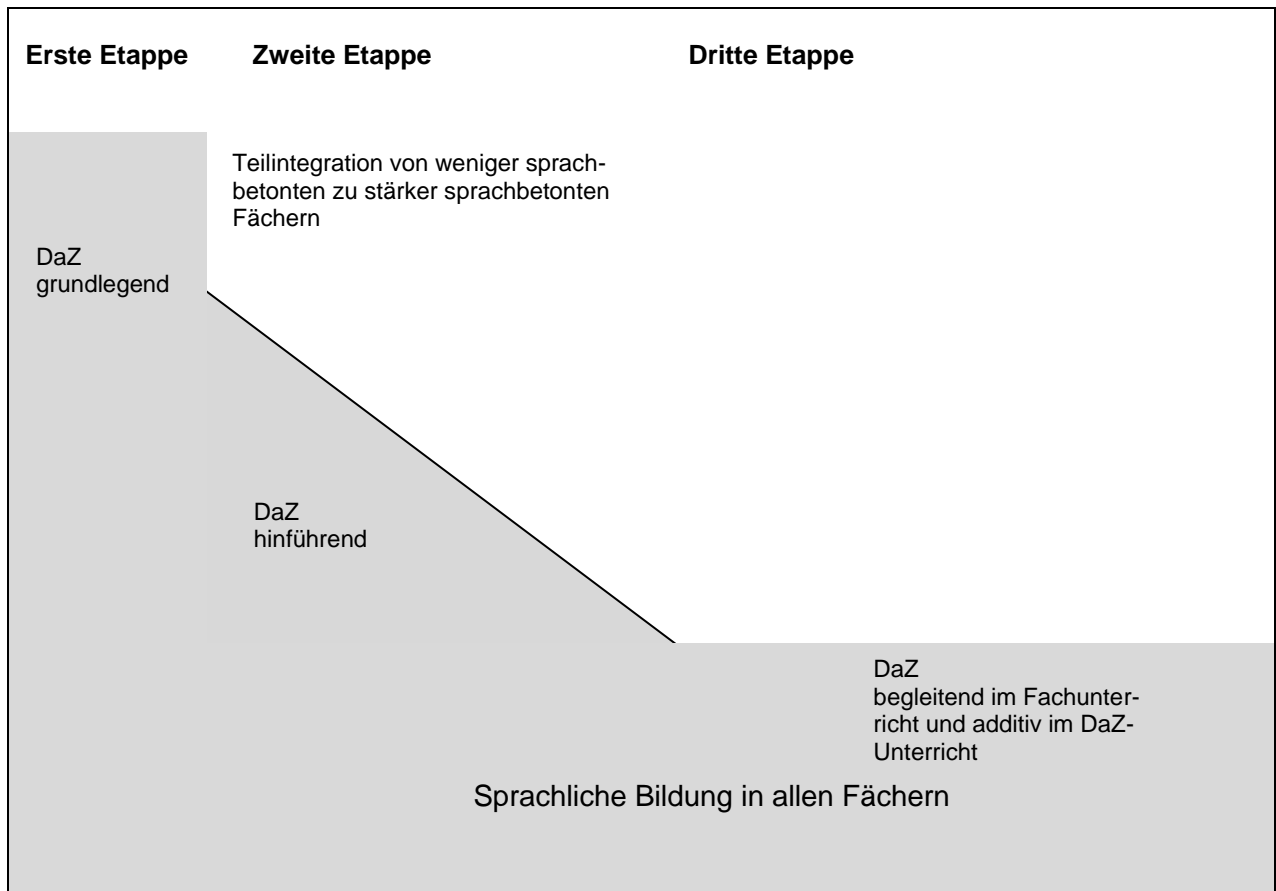 Erste Etappe Zweite Etappe Dritte Etappe
Teilintegration von weniger sprach-
betonten zu stärker sprachbetonten
Fächern
DaZ
grundlegend
DaZ
hinführend
DaZ
begleitend im Fachunter-
richt und additiv im DaZ-
Unterricht
Sprachliche Bildung in allen Fächern